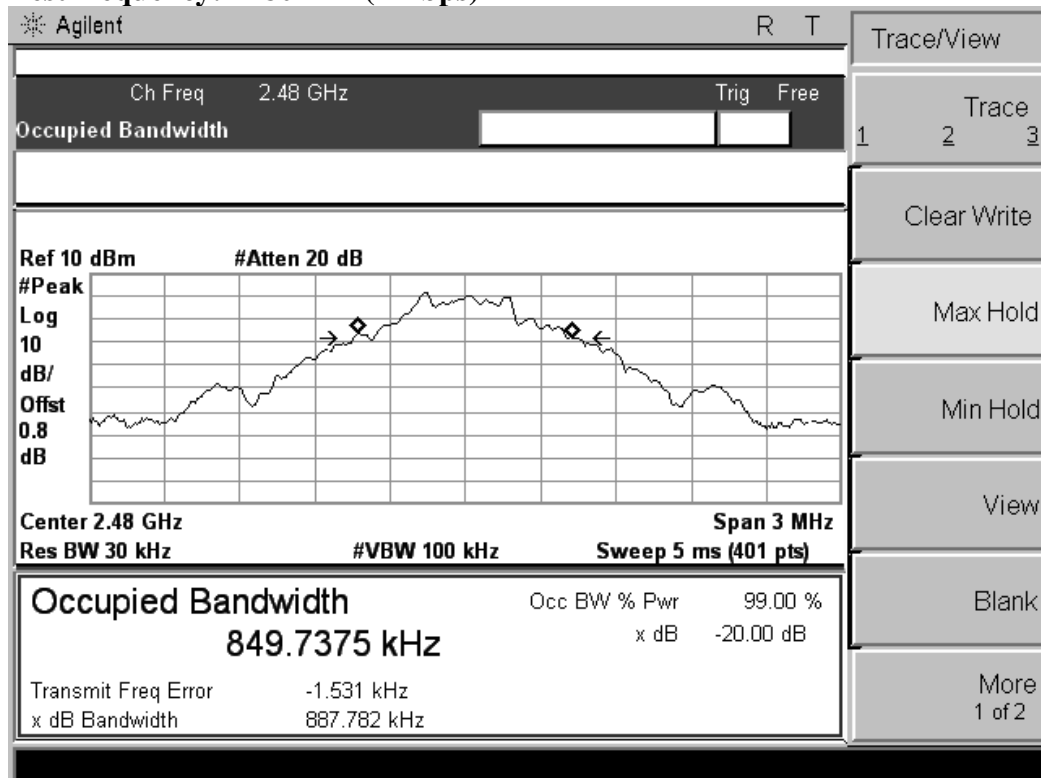 Agilent R T
Trace/View
Ch Freq 2.48 GHz Trig Free
Occupied Bandwidth
Trace
1 2 3
Clear Write
Ref 10 dBm #Atten 20 dB
#Peak
Log
10
dB/
Offst
0.8
dB
Max Hold
Min Hold
View
Center 2.48 GHz Span 3 MHz
Res BW 30 kHz #VBW 100 kHz Sweep 5 ms (401 pts)
Occupied Bandwidth
849.7375 kHz
Occ BW % Pwr 99.00 %
x dB -20.00 dB
Transmit Freq Error -1.531 kHz
x dB Bandwidth 887.782 kHz
Blank
More
1 of 2